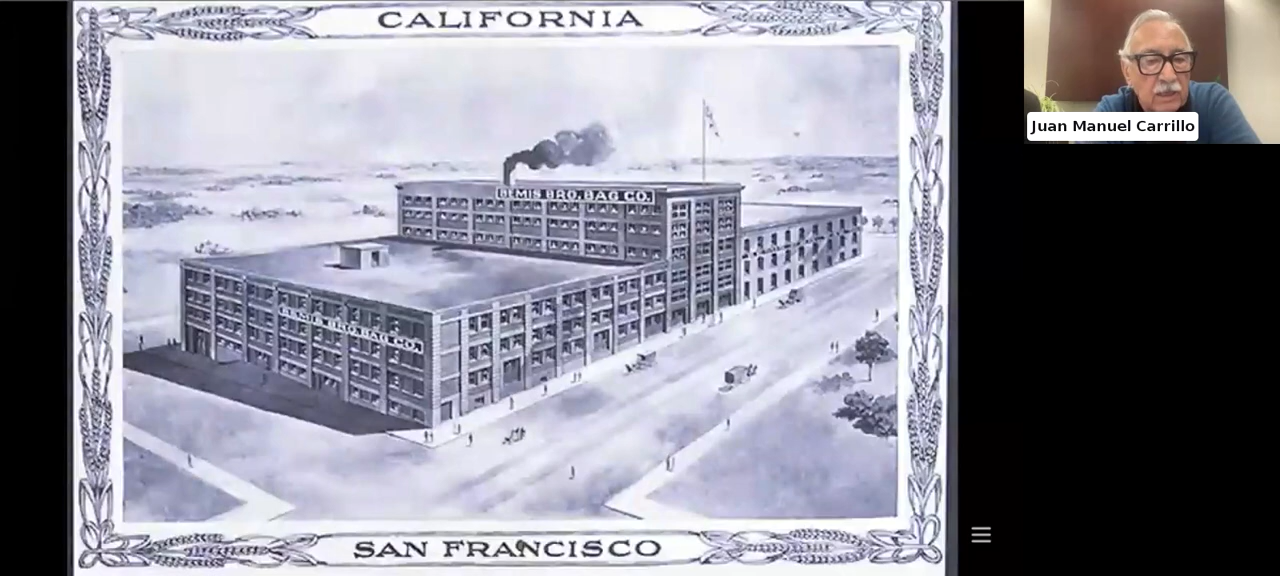 CALIFORNIA
Juan Manuel Carrillo
BEMIS BRO. BAG CO.
BEMIS BRO. BAG CO.
SAN FRANCISCO